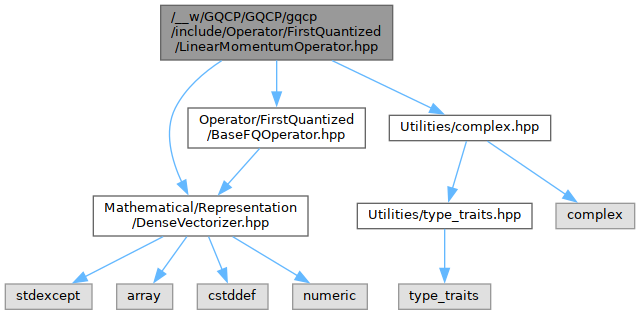 /__w/GQCP/GQCP/gqcp
/include/Operator/FirstQuantized
/LinearMomentumOperator.hpp
Operator/FirstQuantized
/BaseFQOperator.hpp
Utilities/complex.hpp
Mathematical/Representation
/DenseVectorizer.hpp
Utilities/type_traits.hpp
complex
stdexcept
array
cstddef
numeric
type_traits